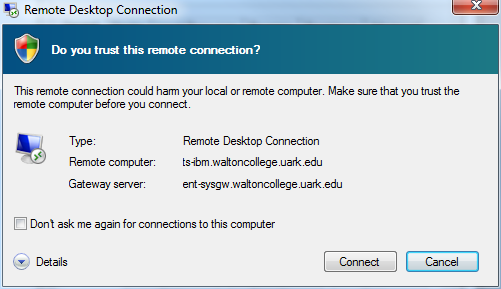 Remote Desktop Connection
Do you trust this remote connection?
This remote connection could harm your local or remote computer. Make sure that you trust the
remote computer before you connect.
Type: Remote Desktop Connection
Remote computer: ts-ibm.waltoncollege.uark.edu
Gateway server: ent-sysgw.waltoncollege.uark.edu
Don't ask me again for connections to this computer
Details Connect Cancel